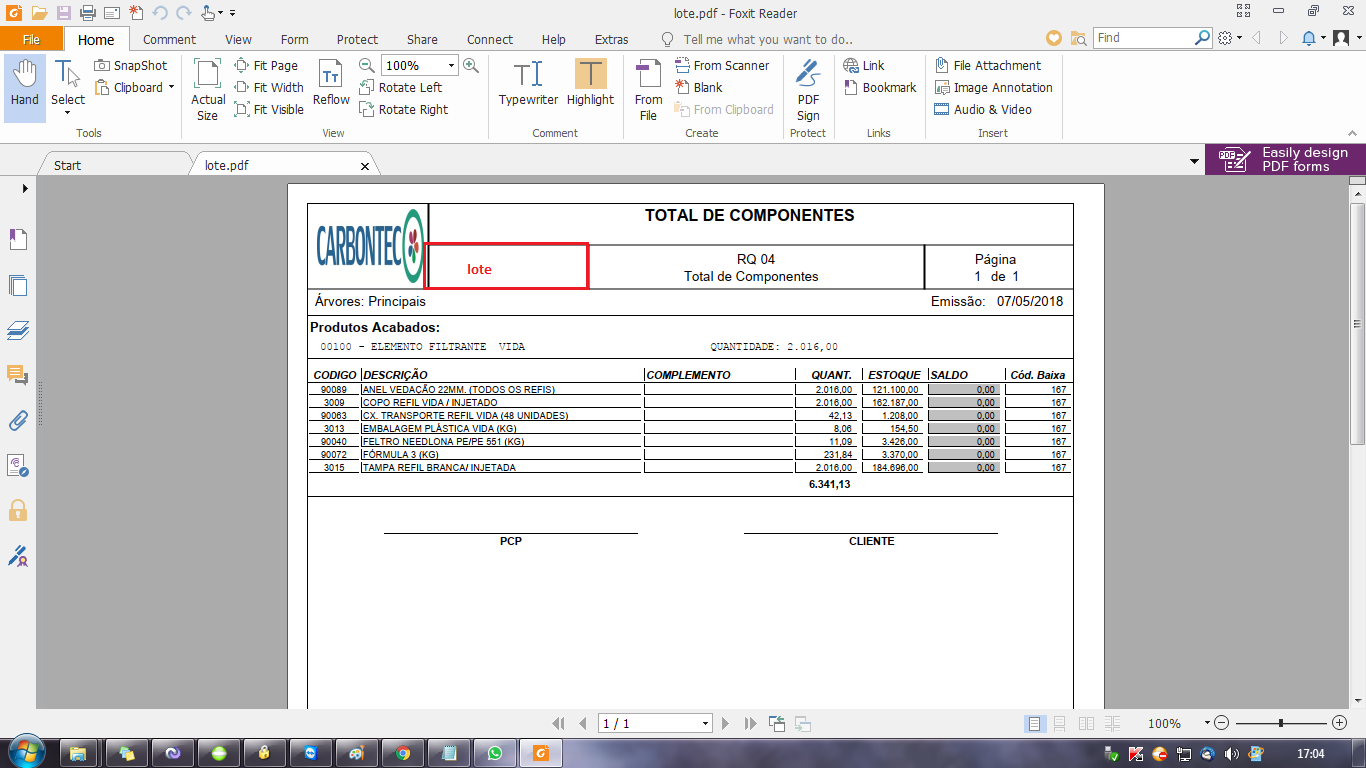 lote.pdf - Foxit Reader
File Home Comment View Form Protect Share Connect Help Extras Tell me what you want to do.. Find
Hand
Select
SnapShot
Clipboard
Tools
Actual Size
Fit Page
Fit Width
Fit Visible
Reflow
100%
Rotate Left
Rotate Right
View
Typewriter
Highlight
Comment
From File
From Scanner
Blank
From Clipboard
Create
PDF Sign
Protect
Link
Bookmark
Links
File Attachment
Image Annotation
Audio & Video
Insert
Start
lote.pdf
PDF
Easily design
PDF forms
CARBONTEC
TOTAL DE COMPONENTES
lote
RQ 04
Total de Componentes
Página
1 de 1
Árvores: Principais Emissão: 07/05/2018
Produtos Acabados:
00100 - ELEMENTO FILTRANTE VIDA QUANTIDADE: 2.016,00
CODIGO DESCRIÇÃO COMPLEMENTO QUANT. ESTOQUE SALDO Cód. Baixa
90089 ANEL VEDAÇÃO 22MM. (TODOS OS REFIS) 2.016,00 121.100,00 0,00 167
3009 COPO REFIL VIDA / INJETADO 2.016,00 162.187,00 0,00 167
90063 CX. TRANSPORTE REFIL VIDA (48 UNIDADES) 42,13 1.208,00 0,00 167
3013 EMBALAGEM PLÁSTICA VIDA (KG) 8,06 154,50 0,00 167
90040 FELTRO NEEDLONA PE/PE 551 (KG) 11,09 3.426,00 0,00 167
90072 FÓRMULA 3 (KG) 231,84 3.370,00 0,00 167
3015 TAMPA REFIL BRANCA/ INJETADA 2.016,00 184.696,00 0,00 167
6.341,13
PCP CLIENTE
1 / 1 100%
17:04